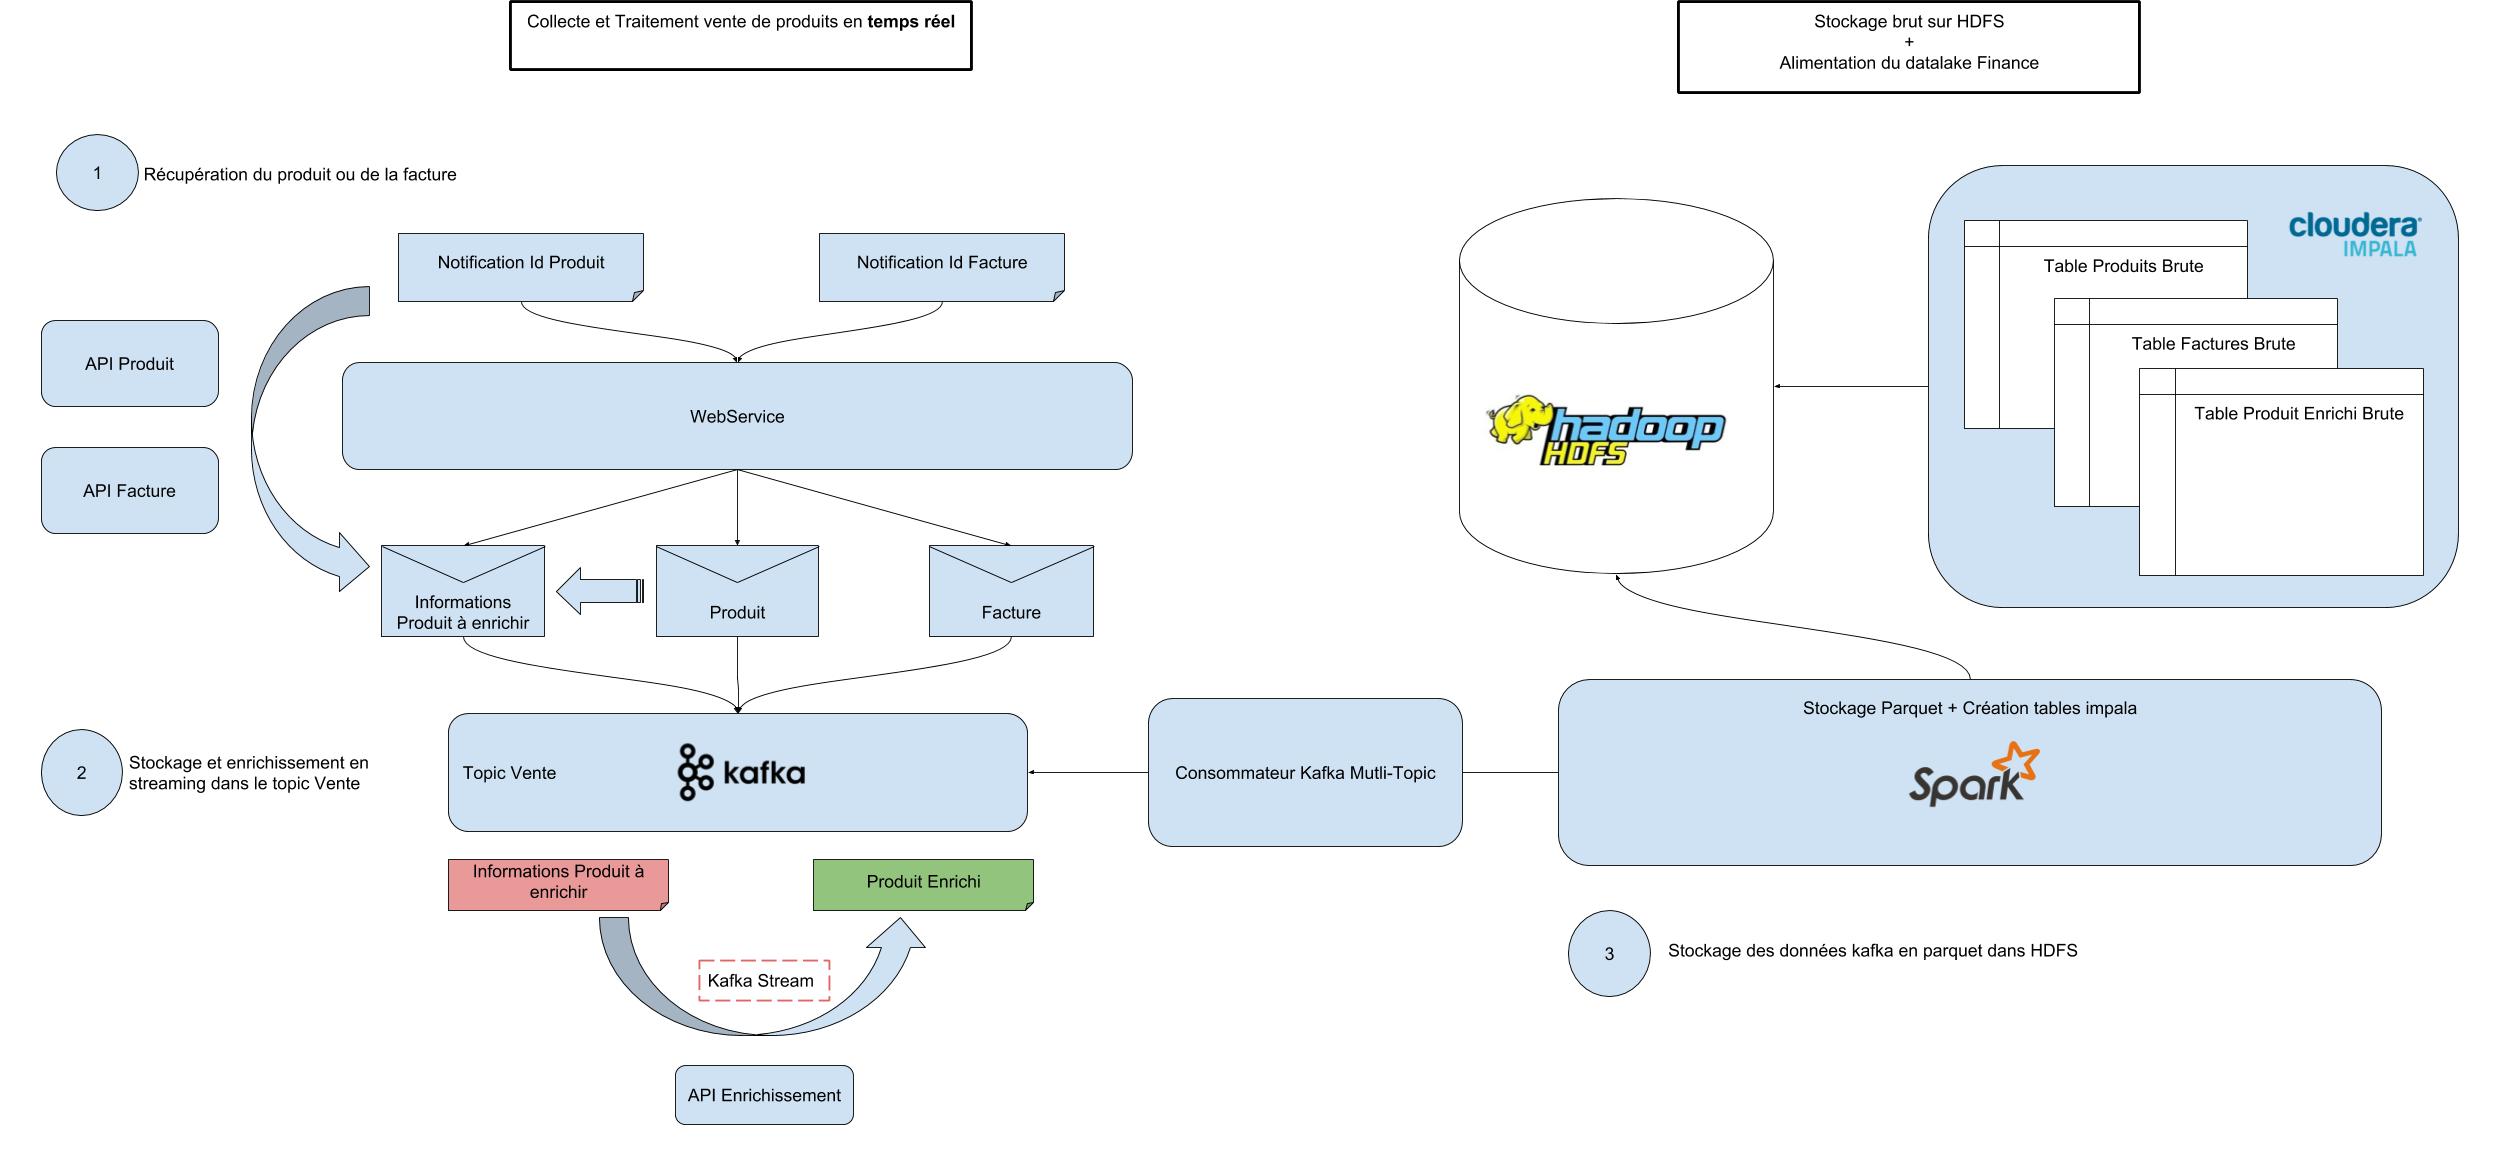 Collecte et Traitement vente de produits en temps réel
Stockage brut sur HDFS
+
Alimentation du datalake Finance
1
Récupération du produit ou de la facture
Notification Id Produit
Notification Id Facture
API Produit
API Facture
WebService
Informations
Produit à enrichir
Produit
Facture
2
Stockage et enrichissement en
streaming dans le topic Vente
Topic Vente
kafka
Informations Produit à
enrichir
Produit Enrichi
Kafka Stream
API Enrichissement
Consommateur Kafka Mutli-Topic
hadoop
HDFS
cloudera
IMPALA
Table Produits Brute
Table Factures Brute
Table Produit Enrichi Brute
Stockage Parquet + Création tables impala
Spark
3
Stockage des données kafka en parquet dans HDFS